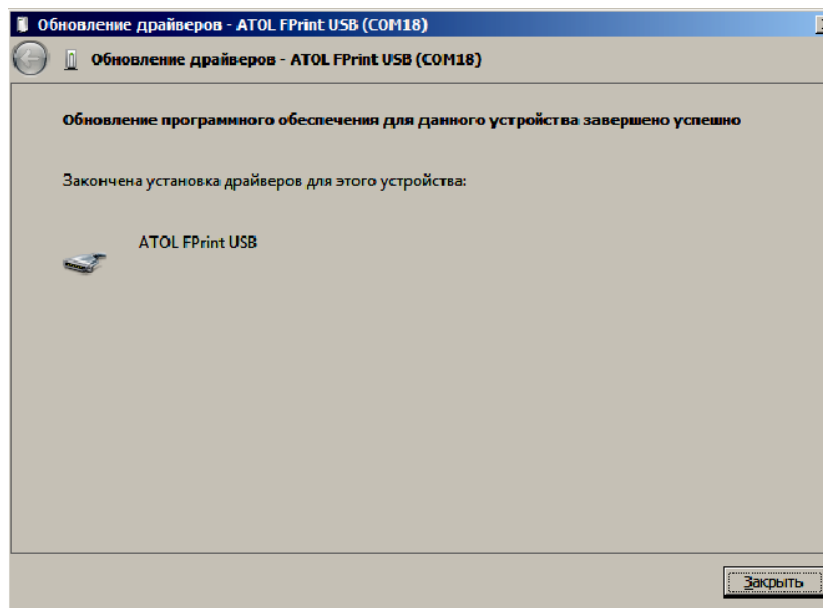 Обновление драйверов - ATOL FPrint USB (COM18)
Обновление драйверов - ATOL FPrint USB (COM18)
Обновление программного обеспечения для данного устройства завершено успешно
Закончена установка драйверов для этого устройства:
ATOL FPrint USB
Закрыть